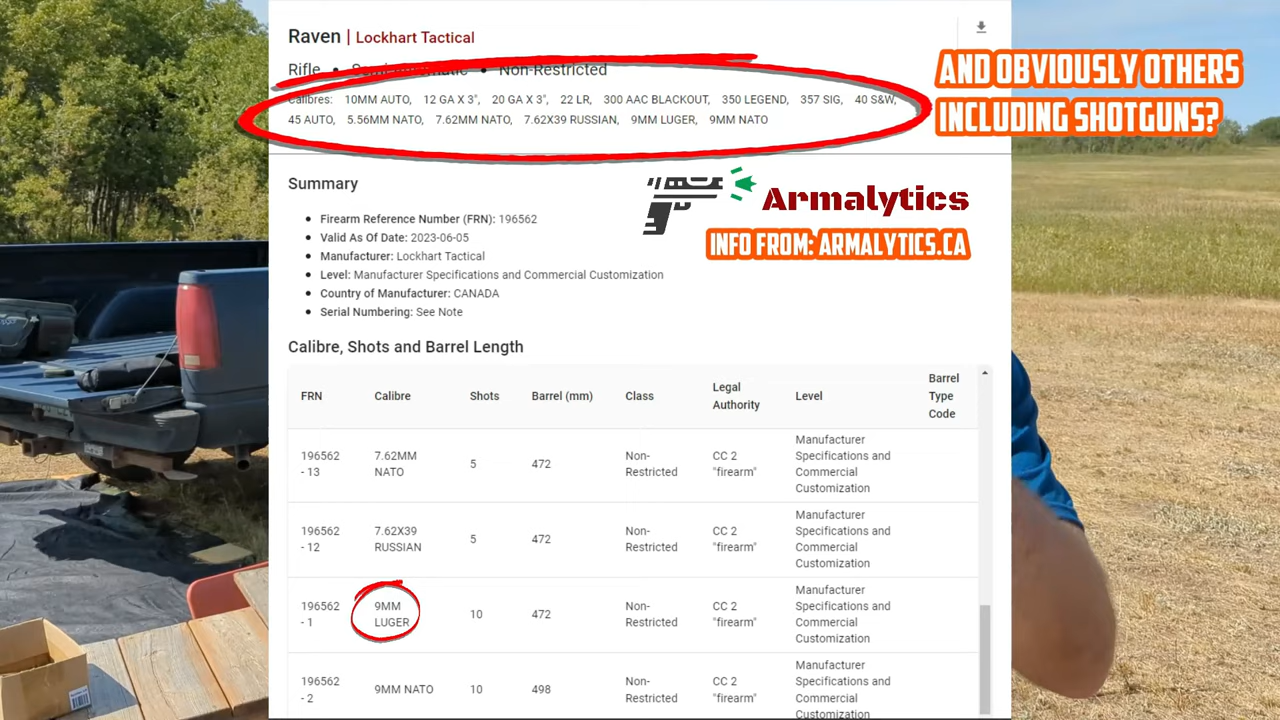 Raven | Lockhart Tactical
Rifle • Semi-Automatic • Non-Restricted
Calibres: 10MM AUTO, 12 GA X 3", 20 GA X 3", 22 LR, 300 AAC BLACKOUT, 350 LEGEND, 357 SIG, 40 S&W,
45 AUTO, 5.56MM NATO, 7.62MM NATO, 7.62X39 RUSSIAN, 9MM LUGER, 9MM NATO
AND OBVIOUSLY OTHERS
INCLUDING SHOTGUNS?
Summary
Armalytics
INFO FROM: ARMALYTICS.CA
• Firearm Reference Number (FRN): 196562
• Valid As Of Date: 2023-06-05
• Manufacturer: Lockhart Tactical
• Level: Manufacturer Specifications and Commercial Customization
• Country of Manufacturer: CANADA
• Serial Numbering: See Note
Calibre, Shots and Barrel Length
FRN Calibre Shots Barrel (mm) Class Legal Authority Level Barrel Type Code
196562 - 13 7.62MM NATO 5 472 Non-Restricted CC 2 "firearm" Manufacturer Specifications and Commercial Customization
196562 - 12 7.62X39 RUSSIAN 5 472 Non-Restricted CC 2 "firearm" Manufacturer Specifications and Commercial Customization
196562 - 1 9MM LUGER 10 472 Non-Restricted CC 2 "firearm" Manufacturer Specifications and Commercial Customization
196562 - 2 9MM NATO 10 498 Non-Restricted CC 2 "firearm" Manufacturer Specifications and Commercial Customization